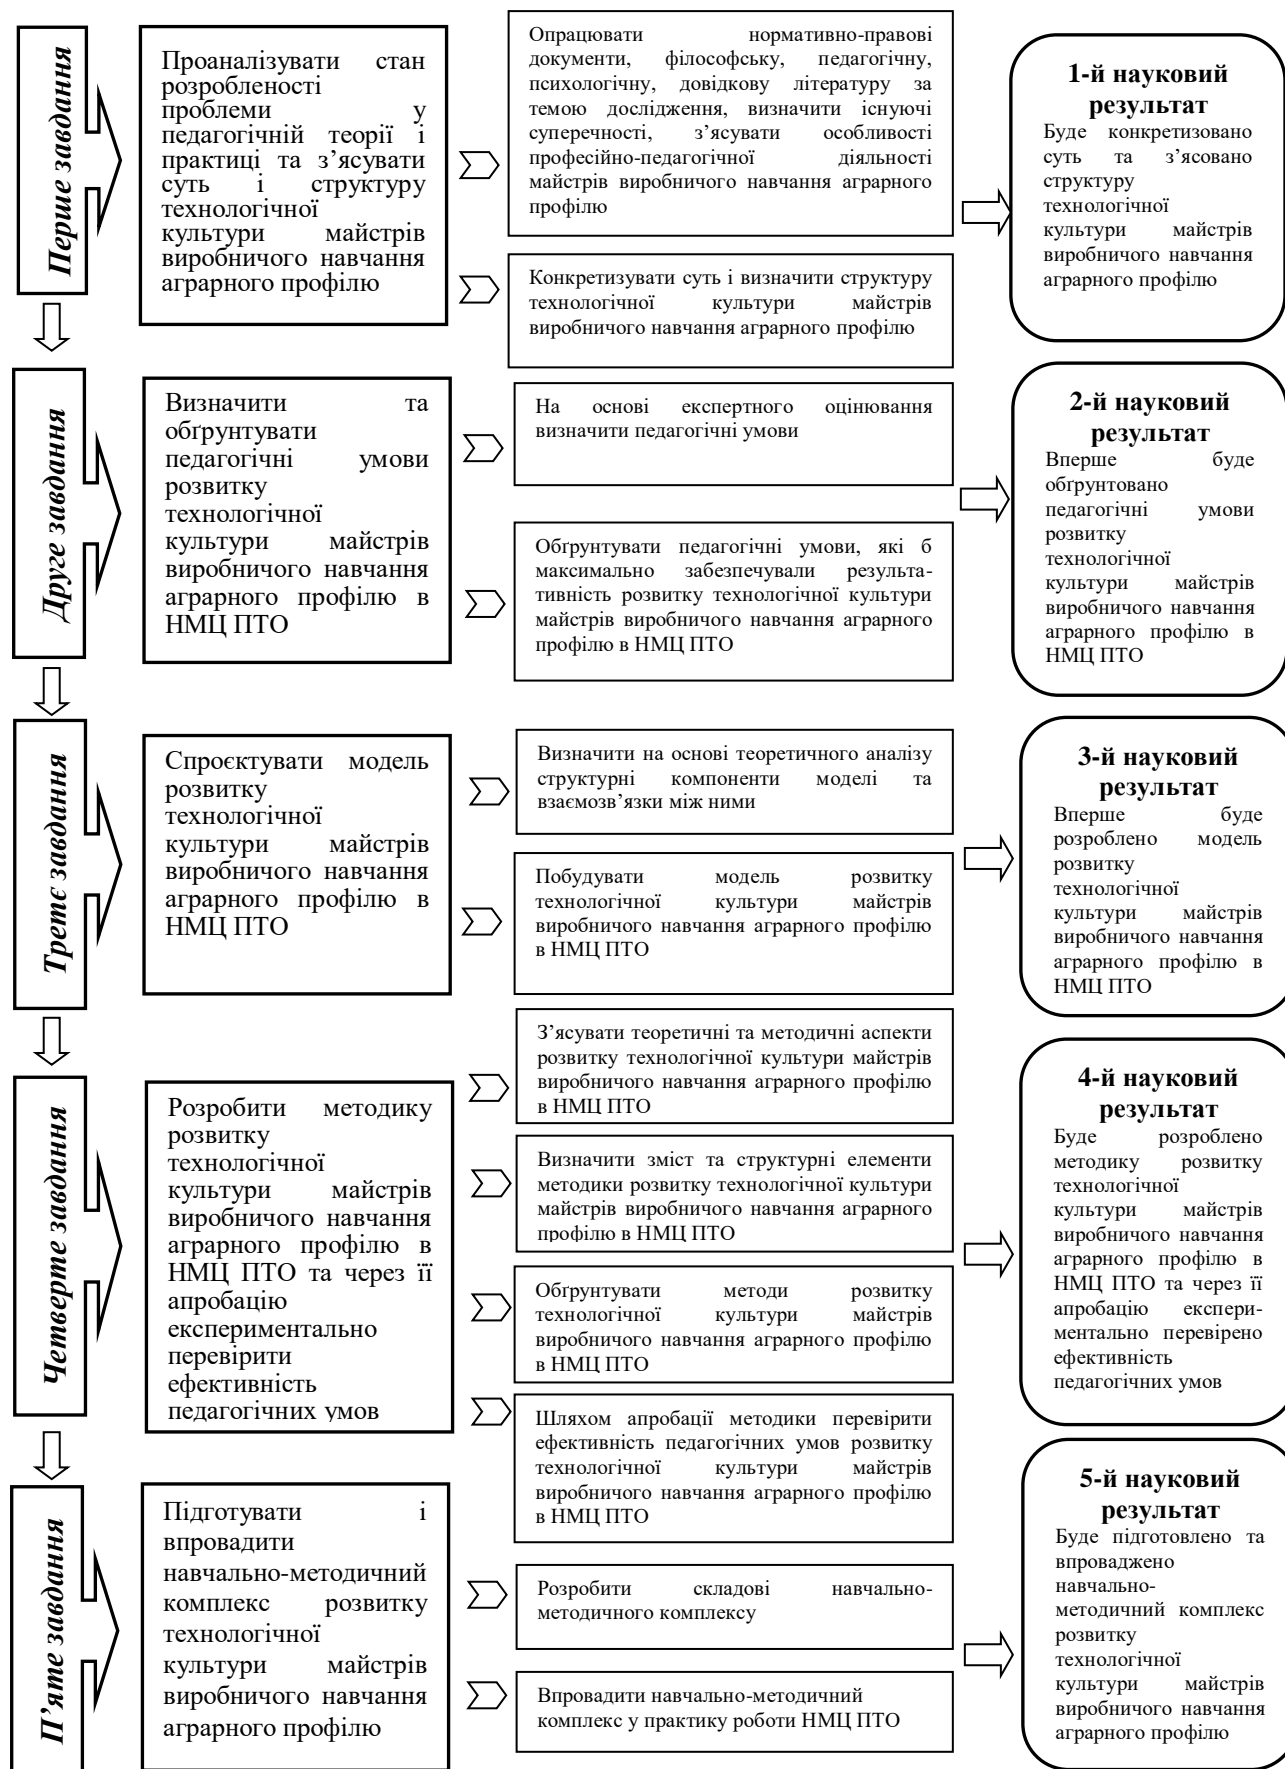 Перше завдання
Проаналізувати стан
розробленості
проблеми у
педагогічній теорії і
практиці та з’ясувати
суть і структуру
технологічної
культури майстрів
виробничого навчання
аграрного профілю
Опрацювати нормативно-правові
документи, філософську, педагогічну,
психологічну, довідкову літературу за
темою дослідження, визначити існуючі
суперечності, з’ясувати особливості
професійно-педагогічної діяльності
майстрів виробничого навчання аграрного
профілю
Конкретизувати суть і визначити структуру
технологічної культури майстрів
виробничого навчання аграрного профілю
1-й науковий
результат
Буде конкретизовано
суть та з’ясовано
структуру
технологічної
культури майстрів
виробничого навчання
аграрного профілю
Друге завдання
Визначити та
обґрунтувати
педагогічні умови
розвитку
технологічної
культури майстрів
виробничого навчання
аграрного профілю в
НМЦ ПТО
На основі експертного оцінювання
визначити педагогічні умови
Обґрунтувати педагогічні умови, які б
максимально забезпечували результа-
тивність розвитку технологічної культури
майстрів виробничого навчання аграрного
профілю в НМЦ ПТО
2-й науковий
результат
Вперше буде
обґрунтовано
педагогічні умови
розвитку
технологічної
культури майстрів
виробничого навчання
аграрного профілю в
НМЦ ПТО
Третє завдання
Спроєктувати модель
розвитку
технологічної
культури майстрів
виробничого навчання
аграрного профілю в
НМЦ ПТО
Визначити на основі теоретичного аналізу
структурні компоненти моделі та
взаємозв’язки між ними
Побудувати модель розвитку
технологічної культури майстрів
виробничого навчання аграрного профілю
в НМЦ ПТО
3-й науковий
результат
Вперше буде
розроблено модель
розвитку
технологічної
культури майстрів
виробничого навчання
аграрного профілю в
НМЦ ПТО
Четверте завдання
Розробити методику
розвитку
технологічної
культури майстрів
виробничого навчання
аграрного профілю в
НМЦ ПТО та через її
апробацію
експериментально
перевірити
ефективність
педагогічних умов
З’ясувати теоретичні та методичні аспекти
розвитку технологічної культури майстрів
виробничого навчання аграрного профілю
в НМЦ ПТО
Визначити зміст та структурні елементи
методики розвитку технологічної культури
майстрів виробничого навчання аграрного
профілю в НМЦ ПТО
Обґрунтувати методи розвитку
технологічної культури майстрів
виробничого навчання аграрного профілю
в НМЦ ПТО
Шляхом апробації методики перевірити
ефективність педагогічних умов розвитку
технологічної культури майстрів
виробничого навчання аграрного профілю
в НМЦ ПТО
4-й науковий
результат
Буде розроблено
методику розвитку
технологічної
культури майстрів
виробничого навчання
аграрного профілю в
НМЦ ПТО та через її
апробацію експери-
ментально перевірено
ефективність
педагогічних умов
П’яте завдання
Підготувати і
впровадити
навчально-методичний
комплекс розвитку
технологічної
культури майстрів
виробничого навчання
аграрного профілю
Розробити складові навчально-
методичного комплексу
Впровадити навчально-методичний
комплекс у практику роботи НМЦ ПТО
5-й науковий
результат
Буде підготовлено та
впроваджено
навчально-
методичний комплекс
розвитку
технологічної
культури майстрів
виробничого навчання
аграрного профілю